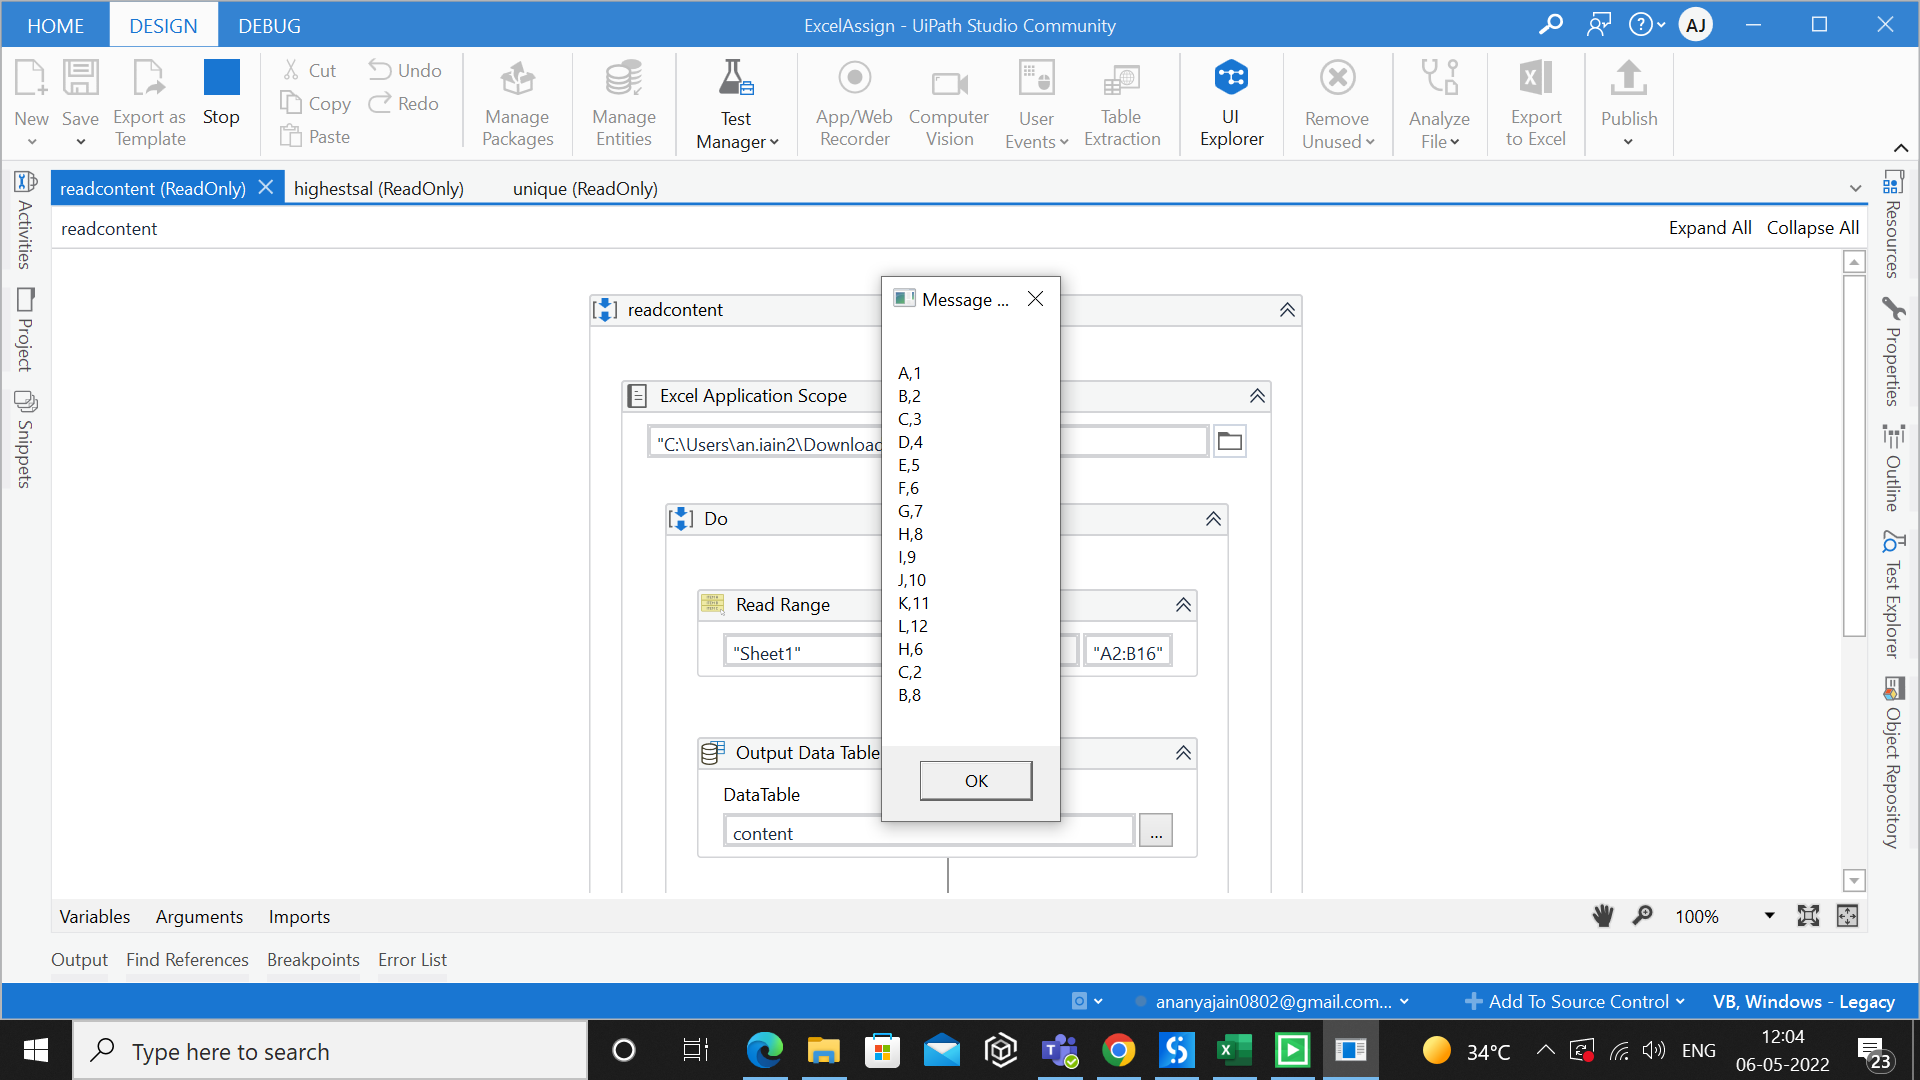 HOME
DESIGN
DEBUG
ExcelAssign - UiPath Studio Community
AJ
New
Save
Export as
Template
Stop
Cut
Copy
Paste
Undo
Redo
Manage
Packages
Manage
Entities
Test
Manager
App/Web
Recorder
Computer
Vision
User
Events
Table
Extraction
UI
Explorer
Remove
Unused
Analyze
File
Export
to Excel
Publish
readcontent (ReadOnly)
highestsal (ReadOnly)
unique (ReadOnly)
readcontent
Expand All
Collapse All
Activities
Project
Snippets
Resources
Properties
Outline
Test Explorer
Object Repository
readcontent
Excel Application Scope
"C:\Users\an.iain2\Downloac
Do
Read Range
"Sheet1"
"A2:B16"
Output Data Table
DataTable
content
...
Message ...
A,1
B,2
C,3
D,4
E,5
F,6
G,7
H,8
I,9
J,10
K,11
L,12
H,6
C,2
B,8
OK
Variables
Arguments
Imports
100%
Output
Find References
Breakpoints
Error List
ananyajain0802@gmail.com...
Add To Source Control
VB, Windows - Legacy
Type here to search
34°C
ENG
12:04
06-05-2022
23